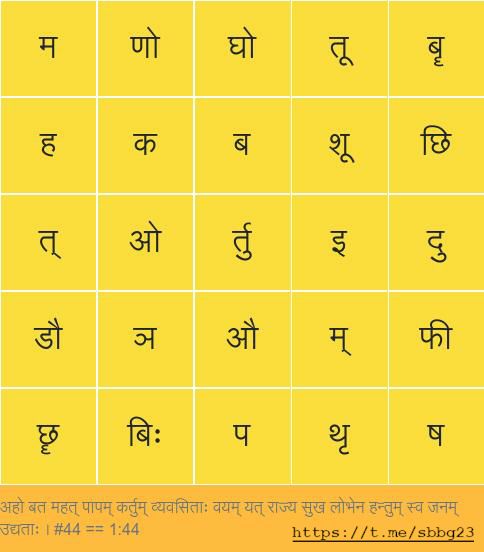 म णो घो तू बॄ
ह क ब शू छि
त् ओ र्तु इ दु
डौ ञ औ म् फी
छॄ बिः प थृ ष
अहो बत महत् पापम् कर्तुम् व्यवसिताः वयम् यत् राज्य सुख लोभेन हन्तुम् स्व जनम्
उद्यताः । #44 == 1:44 https://t.me/sbbg23